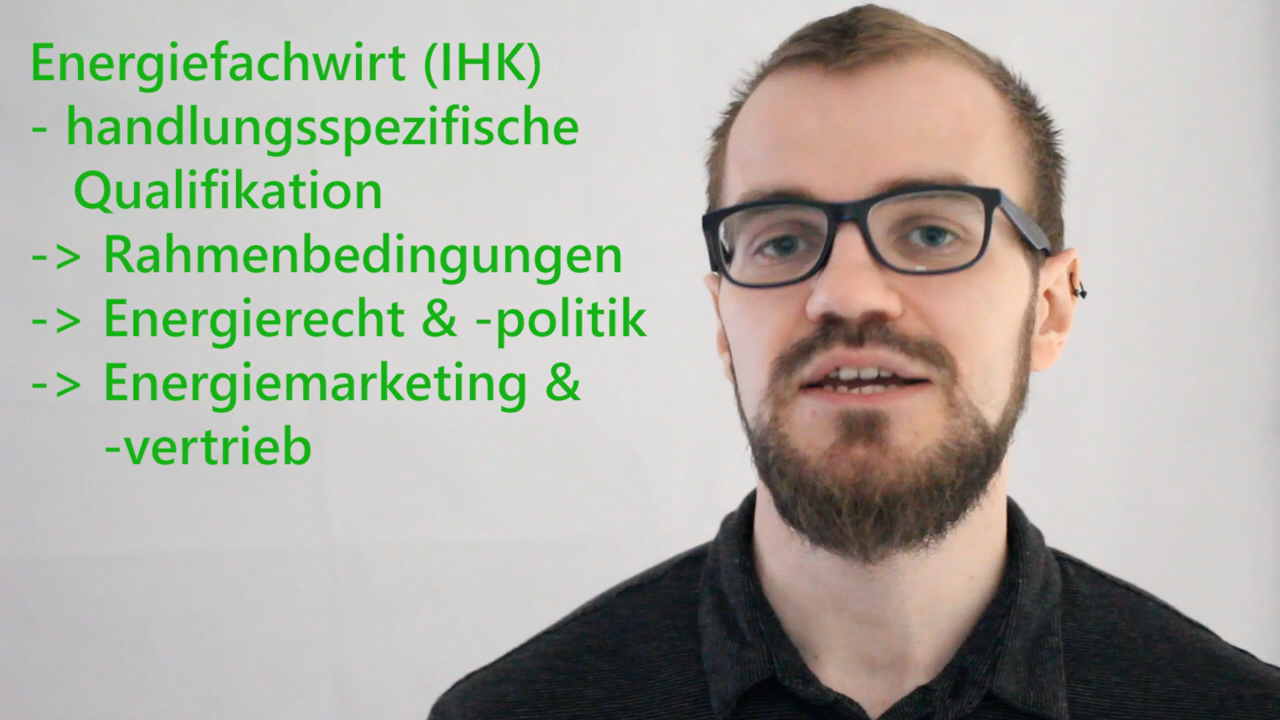 Energiefachwirt (IHK)
- handlungsspezifische
Qualifikation
-> Rahmenbedingungen
-> Energierecht & -politik
-> Energiemarketing &
-vertrieb